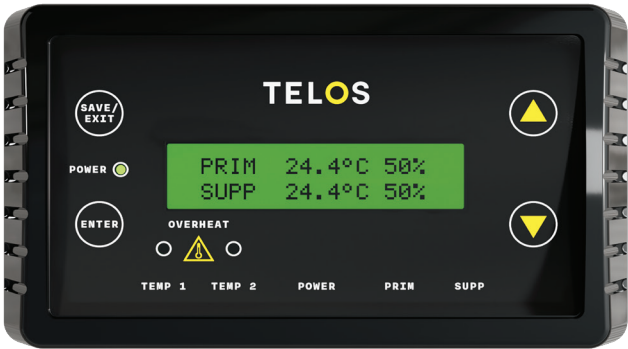 TELOS
SAVE/
EXIT
POWER
PRIM 24.4°C 50%
SUPP 24.4°C 50%
ENTER
OVERHEAT
TEMP 1 TEMP 2 POWER PRIM SUPP